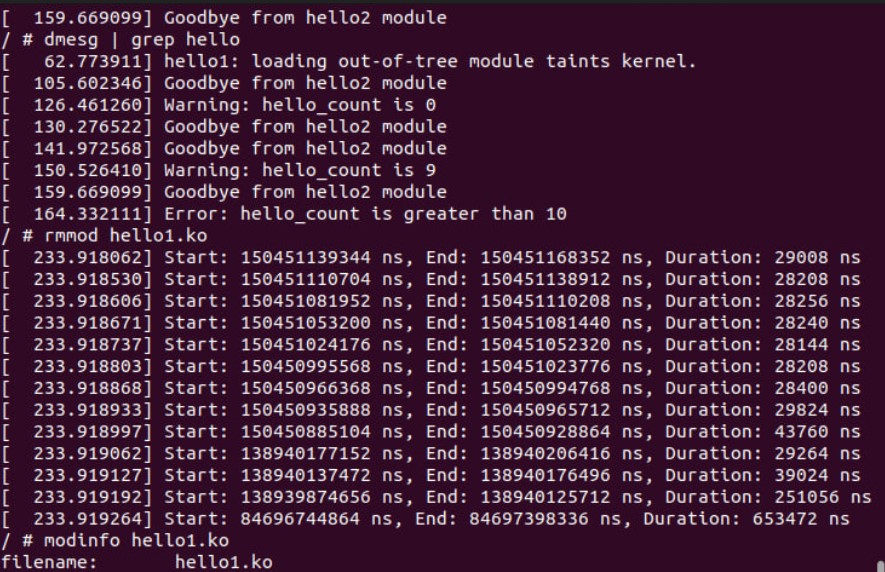 [  159.669099] Goodbye from hello2 module
/ # dmesg | grep hello
[   62.773911] hello1: loading out-of-tree module taints kernel.
[  105.602346] Goodbye from hello2 module
[  126.461260] Warning: hello_count is 0
[  130.276522] Goodbye from hello2 module
[  141.972568] Goodbye from hello2 module
[  150.526410] Warning: hello_count is 9
[  159.669099] Goodbye from hello2 module
[  164.332111] Error: hello_count is greater than 10
/ # rmmod hello1.ko
[  233.918062] Start: 150451139344 ns, End: 150451168352 ns, Duration: 29008 ns
[  233.918530] Start: 150451110704 ns, End: 150451138912 ns, Duration: 28208 ns
[  233.918606] Start: 150451081952 ns, End: 150451110208 ns, Duration: 28256 ns
[  233.918671] Start: 150451053200 ns, End: 150451081440 ns, Duration: 28240 ns
[  233.918737] Start: 150451024176 ns, End: 150451052320 ns, Duration: 28144 ns
[  233.918803] Start: 150450995568 ns, End: 150451023776 ns, Duration: 28208 ns
[  233.918868] Start: 150450966368 ns, End: 150450994768 ns, Duration: 28400 ns
[  233.918933] Start: 150450935888 ns, End: 150450965712 ns, Duration: 29824 ns
[  233.918997] Start: 150450885104 ns, End: 150450928864 ns, Duration: 43760 ns
[  233.919062] Start: 138940177152 ns, End: 138940206416 ns, Duration: 29264 ns
[  233.919127] Start: 138940137472 ns, End: 138940176496 ns, Duration: 39024 ns
[  233.919192] Start: 138939874656 ns, End: 138940125712 ns, Duration: 251056 ns
[  233.919264] Start: 84696744864 ns, End: 84697398336 ns, Duration: 653472 ns
/ # modinfo hello1.ko
filename:       hello1.ko